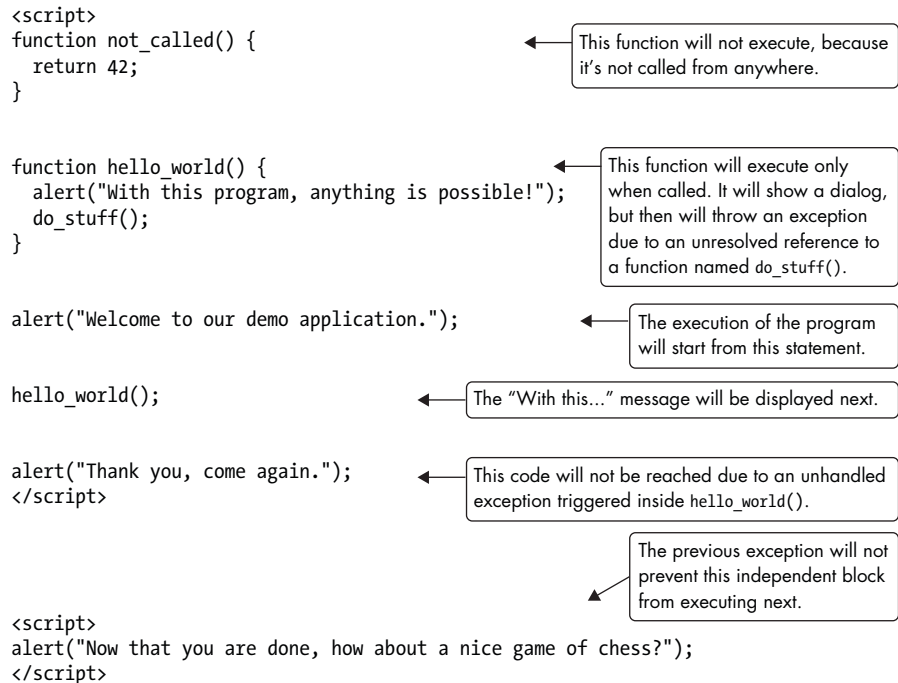 <script>
function not_called() {
This function will not execute, because
it's not called from anywhere.
  return 42;
}
function hello_world() {
This function will execute only
when called. It will show a dialog,
but then will throw an exception
due to an unresolved reference to
a function named do_stuff().
  alert("With this program, anything is possible!");
  do_stuff();
}
alert("Welcome to our demo application.");
The execution of the program
will start from this statement.
hello_world();
The “With this...” message will be displayed next.
alert("Thank you, come again.");
This code will not be reached due to an unhandled
exception triggered inside hello_world().
</script>
The previous exception will not
prevent this independent block
from executing next.
<script>
alert("Now that you are done, how about a nice game of chess?");
</script>